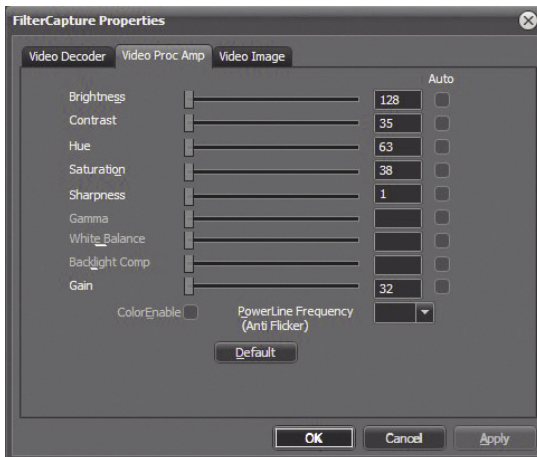 FilterCapture Properties
Video Decoder Video Proc Amp Video Image
Auto
Brightness 128
Contrast 35
Hue 63
Saturation 38
Sharpness 1
Gamma
White Balance
Backlight Comp
Gain 32
ColorEnable PowerLine Frequency
(Anti Flicker)
Default
OK Cancel Apply